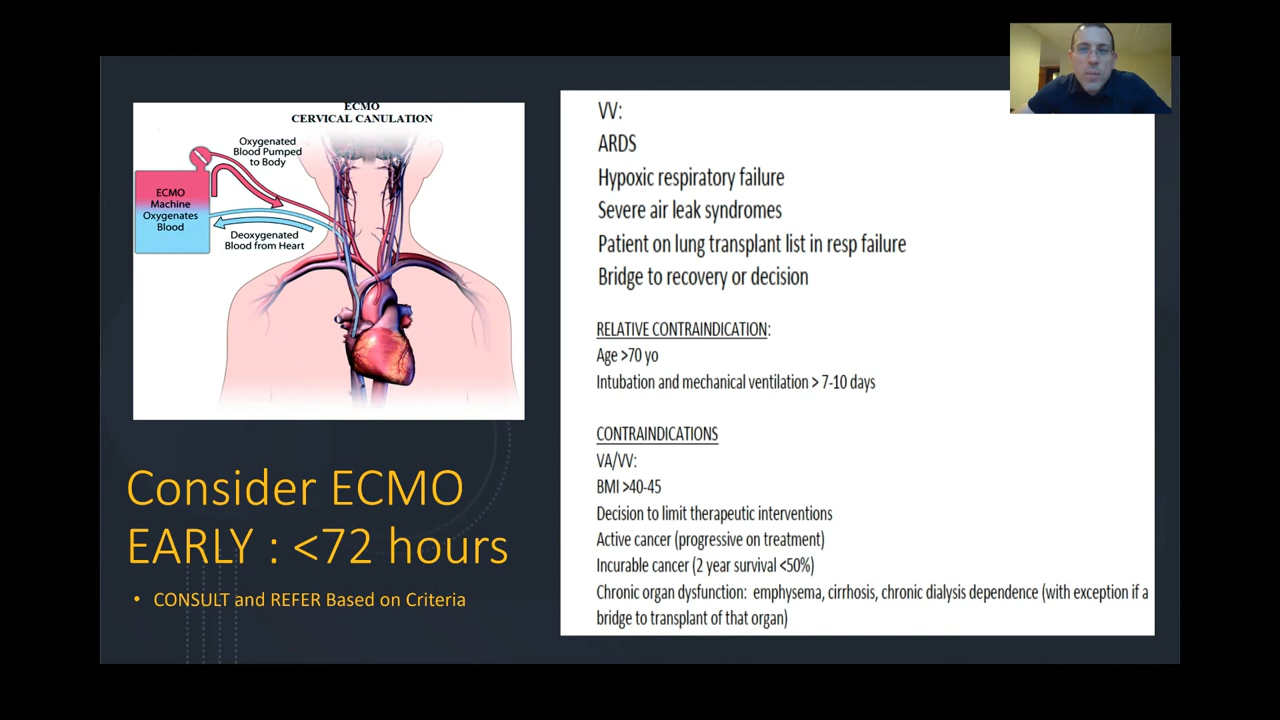 ECMO
CERVICAL CANULATION
Oxygenated
Blood Pumped
to Body
ECMO
Machine
Oxygenates
Blood
Deoxygenated
Blood from Heart
Consider ECMO
EARLY : <72 hours
• CONSULT and REFER Based on Criteria
VV:
ARDS
Hypoxic respiratory failure
Severe air leak syndromes
Patient on lung transplant list in resp failure
Bridge to recovery or decision
RELATIVE CONTRAINDICATION:
Age >70 yo
Intubation and mechanical ventilation > 7-10 days
CONTRAINDICATIONS
VA/VV:
BMI >40-45
Decision to limit therapeutic interventions
Active cancer (progressive on treatment)
Incurable cancer (2 year survival <50%)
Chronic organ dysfunction:  emphysema, cirrhosis, chronic dialysis dependence (with exception if a
bridge to transplant of that organ)